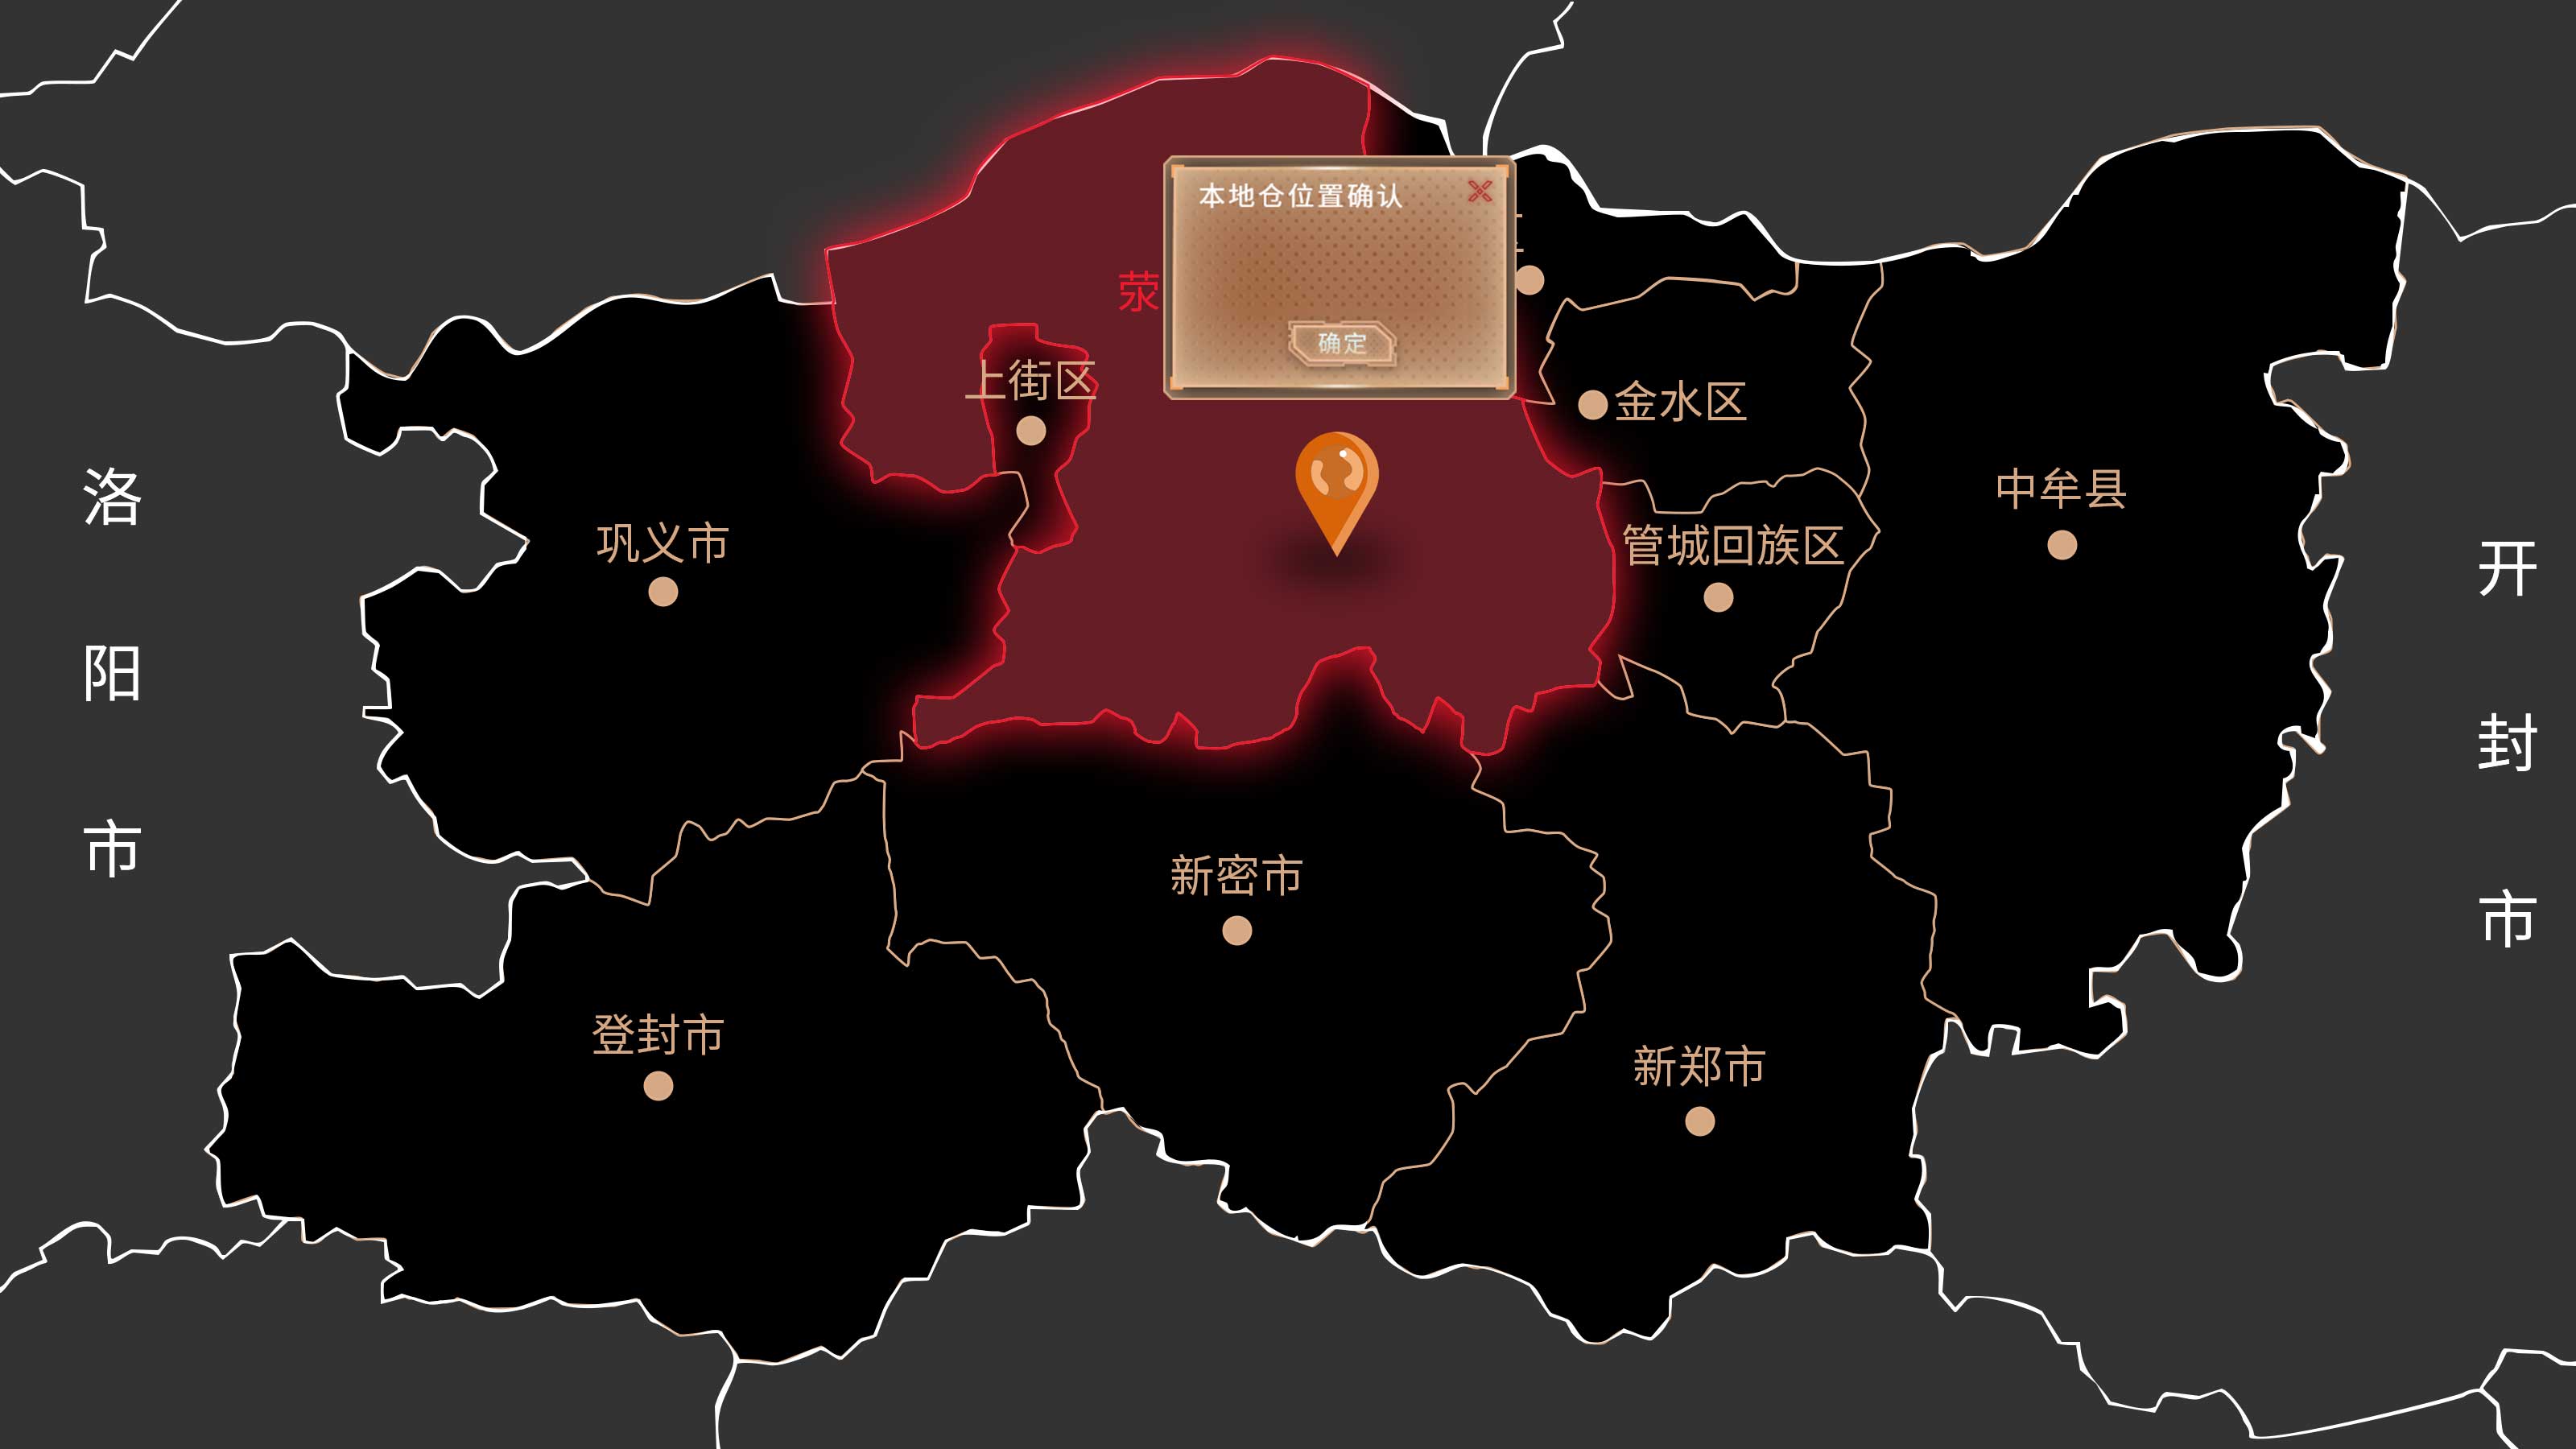 本地仓位置确认
荥
确定
上街区
金水区
中牟县
巩义市
管城回族区
洛阳市
开封市
新密市
登封市
新郑市